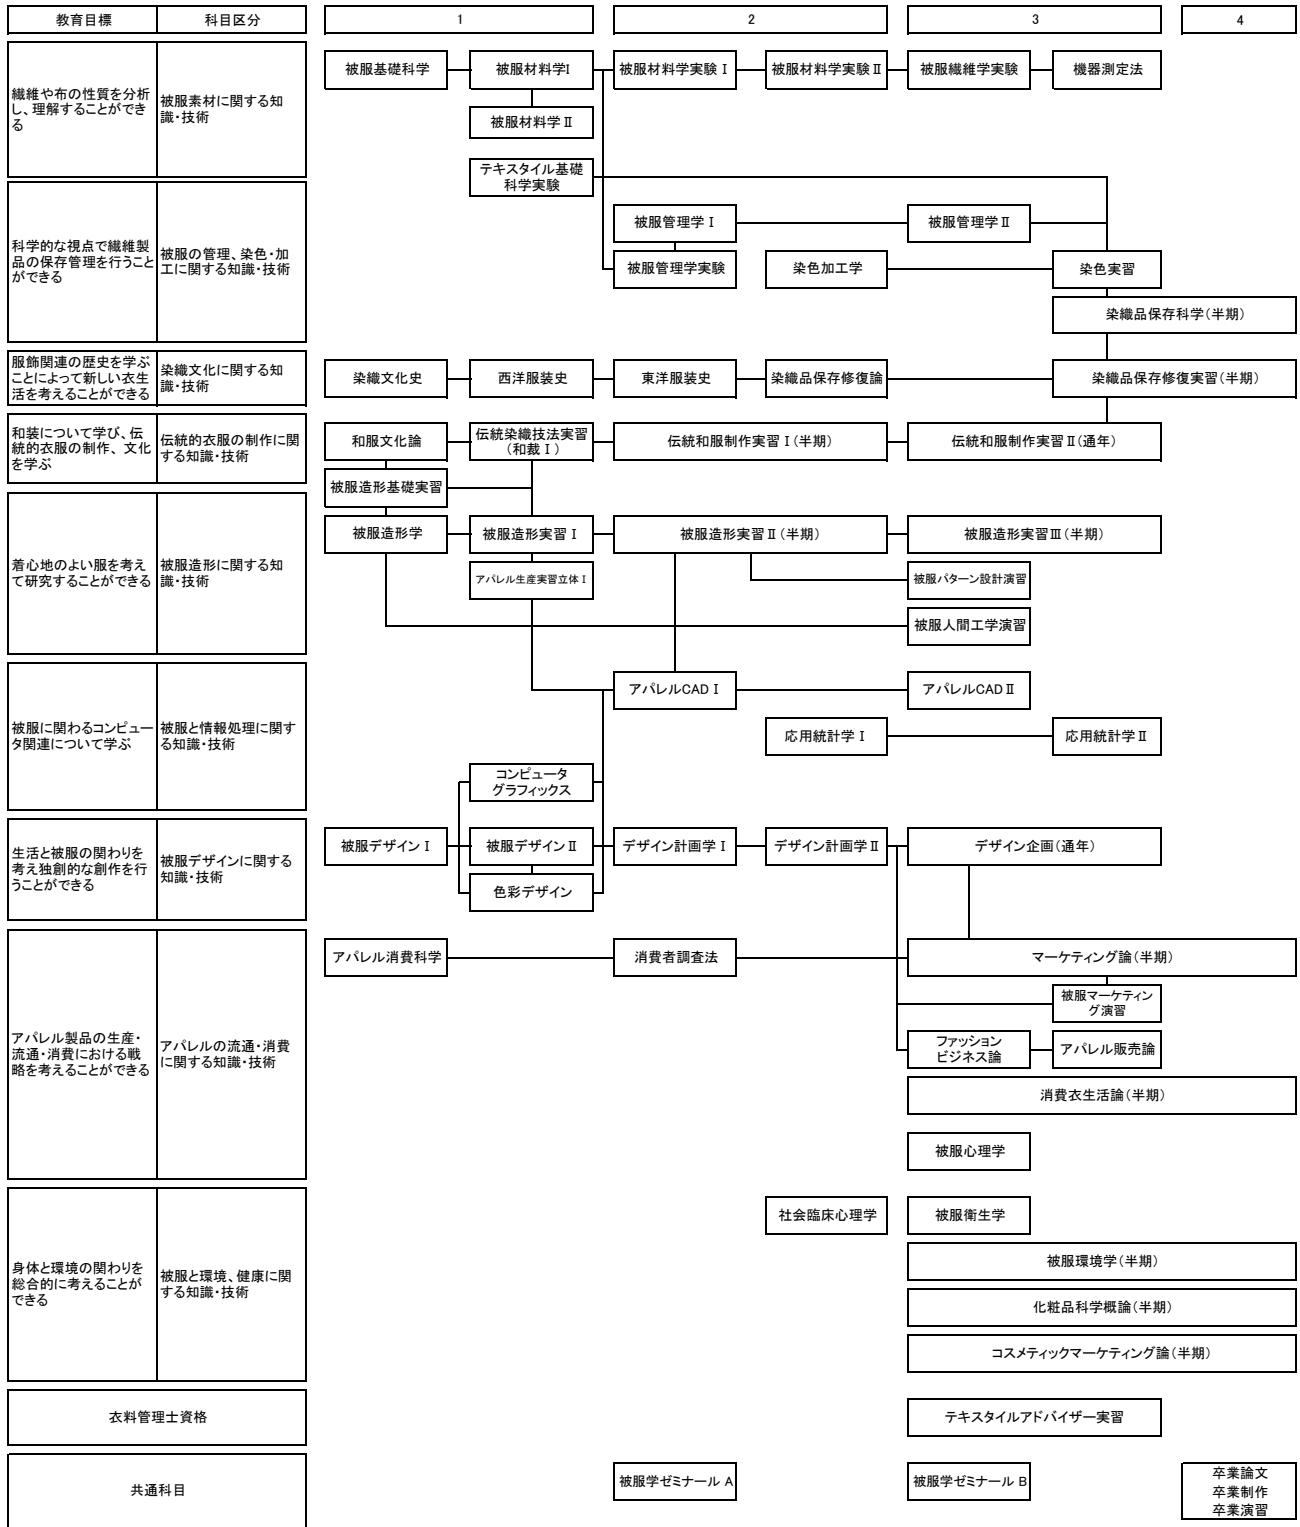 教育目標
科目区分
1
2
3
4
繊維や布の性質を分析
し、理解することができ
る
被服素材に関する知
識・技術
被服基礎科学
被服材料学I
被服材料学実験Ⅰ
被服材料学実験Ⅱ
被服繊維学実験
機器測定法
被服材料学Ⅱ
テキスタイル基礎
科学実験
科学的な視点で繊維製
品の保存管理を行うこと
ができる
被服の管理、染色・加
工に関する知識・技術
被服管理学Ⅰ
被服管理学Ⅱ
被服管理学実験
染色加工学
染色実習
染織品保存科学(半期)
服飾関連の歴史を学ぶ
ことによって新しい衣生
活を考えることができる
染織文化に関する知
識・技術
染織文化史
西洋服装史
東洋服装史
染織品保存修復論
染織品保存修復実習(半期)
和装について学び、伝
統的衣服の制作、文化
を学ぶ
伝統的衣服の制作に関
する知識・技術
和服文化論
伝統染織技法実習
(和裁Ⅰ)
伝統和服制作実習Ⅰ(半期)
伝統和服制作実習Ⅱ(通年)
被服造形基礎実習
着心地のよい服を考え
て研究することができる
被服造形に関する知
識・技術
被服造形学
被服造形実習Ⅰ
被服造形実習Ⅱ(半期)
被服造形実習Ⅲ(半期)
アパレル生産実習立体Ⅰ
被服パターン設計演習
被服人間工学演習
被服に関わるコンピュー
タ関連について学ぶ
被服と情報処理に関す
る知識・技術
アパレルCADⅠ
アパレルCADⅡ
応用統計学Ⅰ
応用統計学Ⅱ
コンピュータ
グラフィックス
生活と被服の関わりを
考え独創的な創作を行
うことができる
被服デザインに関する
知識・技術
被服デザインⅠ
被服デザインⅡ
デザイン計画学Ⅰ
デザイン計画学Ⅱ
デザイン企画(通年)
色彩デザイン
アパレル製品の生産・
流通・消費における戦
略を考えることができる
アパレルの流通・消費
に関する知識・技術
アパレル消費科学
消費者調査法
マーケティング論(半期)
被服マーケティン
グ演習
ファッション
ビジネス論
アパレル販売論
消費衣生活論(半期)
被服心理学
身体と環境の関わりを
総合的に考えることが
できる
被服と環境、健康に関
する知識・技術
社会臨床心理学
被服衛生学
被服環境学(半期)
化粧品科学概論(半期)
コスメティックマーケティング論(半期)
衣料管理士資格
テキスタイルアドバイザー実習
共通科目
被服学ゼミナール A
被服学ゼミナール B
卒業論文
卒業制作
卒業演習